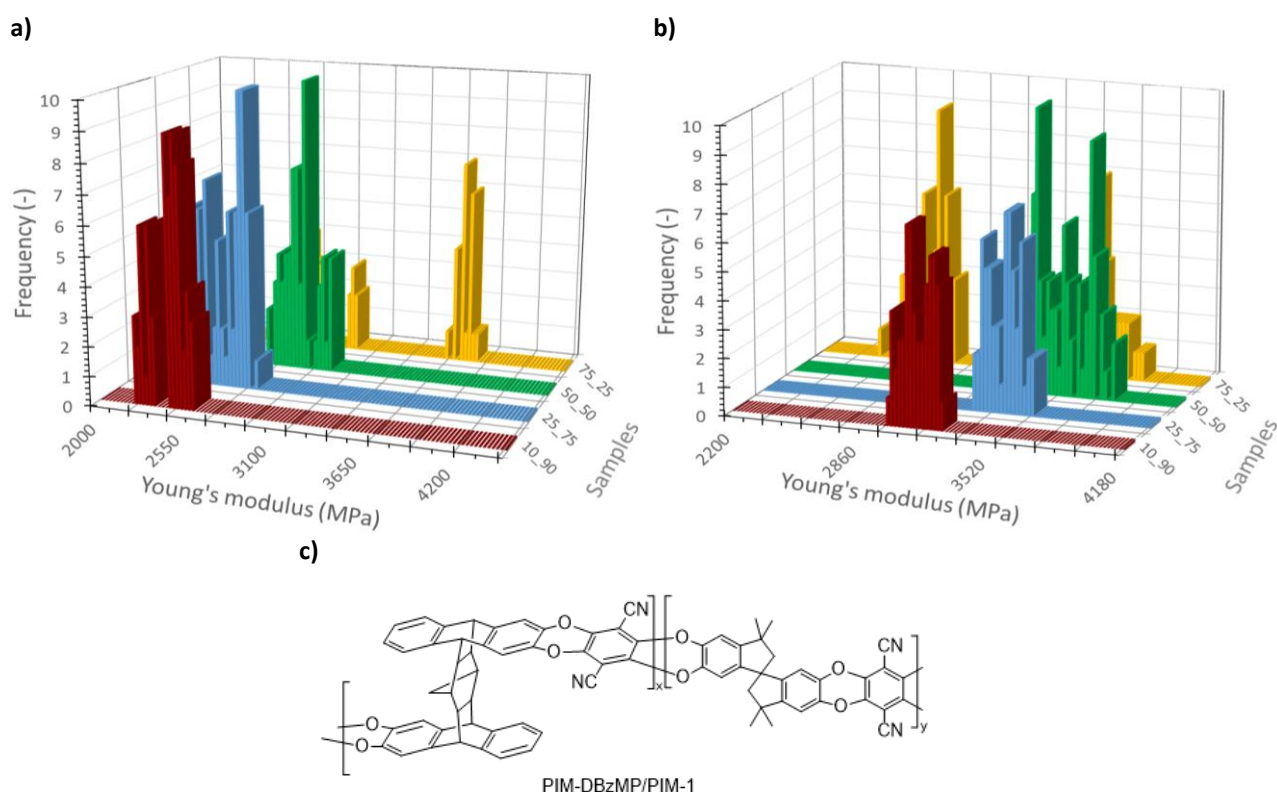 a)
10
9
8
7
6
5
4
3
2
1
0
Frequency (-)
2000
2550
3100
3650
4200
Young's modulus (MPa)
75_25
50_50
25_75
10_90
Samples
b)
10
9
8
7
6
5
4
3
2
1
0
Frequency (-)
2200
2860
3520
4180
Young's modulus (MPa)
75_25
50_50
25_75
10_90
Samples
c)
CN
O
O
NC
x
O
O
O
O
CN
O
O
CN
y
PIM-DBzMP/PIM-1